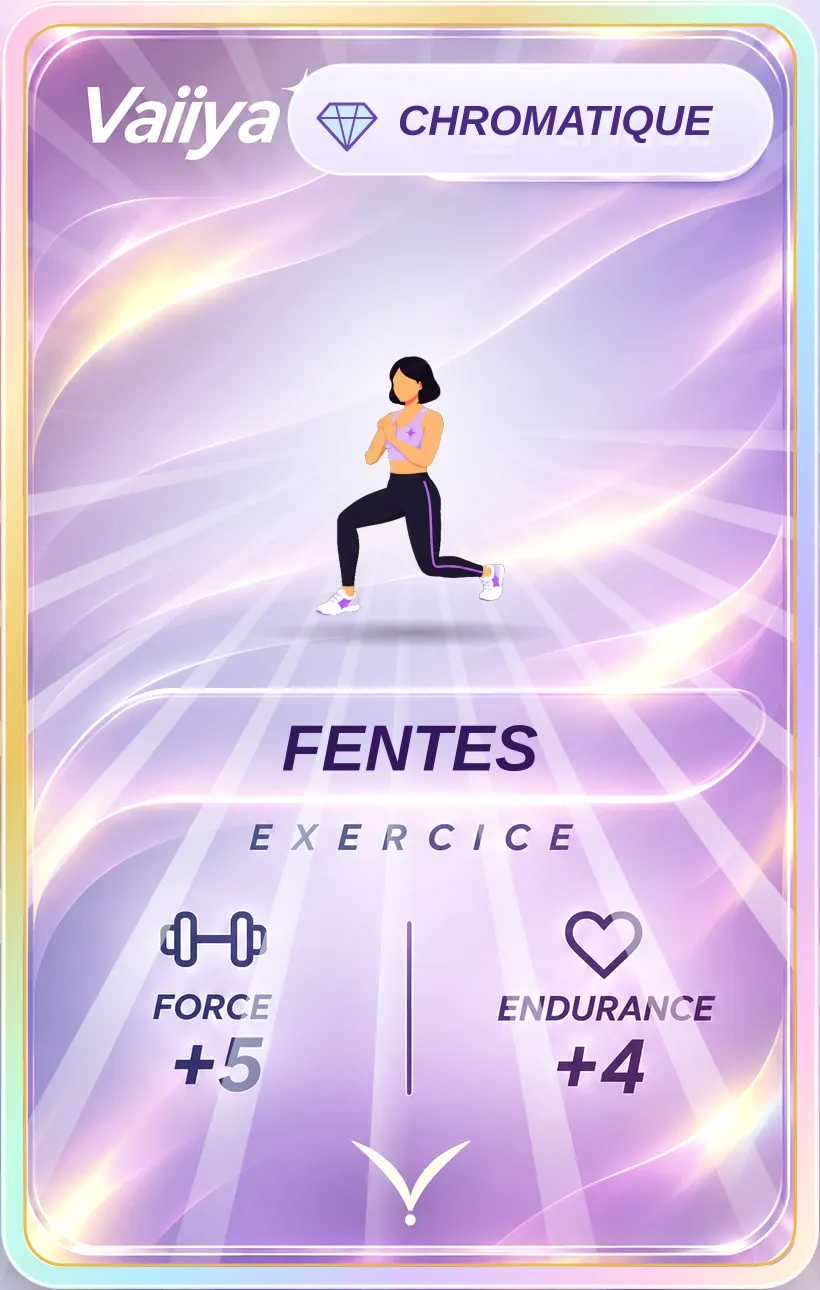 Vaiiya
CHROMATIQUE
FENTES
EXERCICE
FORCE
+5
ENDURANCE
+4